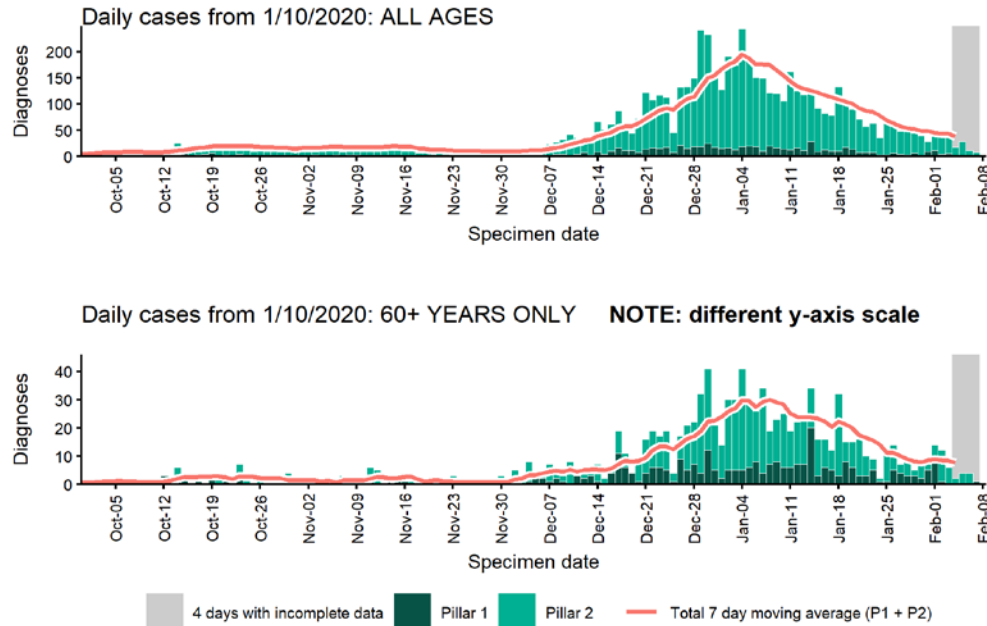 Daily cases from 1/10/2020: ALL AGES
Diagnoses
200
150
100
50
0
Oct-05 Oct-12 Oct-19 Oct-26 Nov-02 Nov-09 Nov-16 Nov-23 Nov-30 Dec-07 Dec-14 Dec-21 Dec-28 Jan-04 Jan-11 Jan-18 Jan-25 Feb-01 Feb-08
Specimen date
Daily cases from 1/10/2020: 60+ YEARS ONLY NOTE: different y-axis scale
Diagnoses
40
30
20
10
0
Oct-05 Oct-12 Oct-19 Oct-26 Nov-02 Nov-09 Nov-16 Nov-23 Nov-30 Dec-07 Dec-14 Dec-21 Dec-28 Jan-04 Jan-11 Jan-18 Jan-25 Feb-01 Feb-08
Specimen date
4 days with incomplete data Pillar 1 Pillar 2 Total 7 day moving average (P1 + P2)